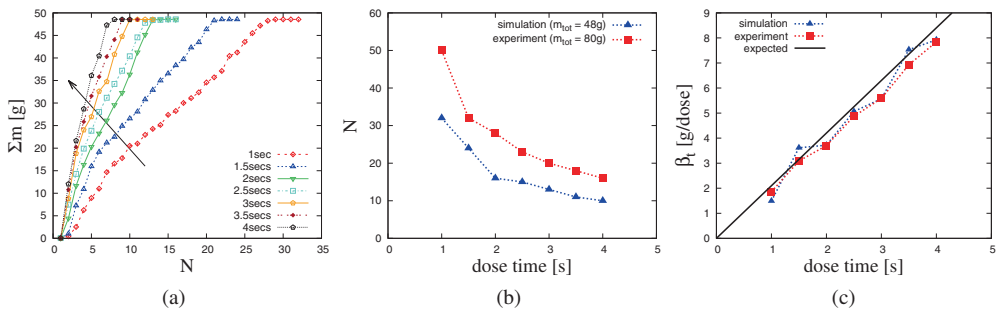 50
45
40
35
30
25
20
15
10
5
0
Σm [g]
1sec
1.5secs
2secs
2.5secs
3secs
3.5secs
4secs
0 5 10 15 20 25 30 35
N
(a)
simulation (mtot = 48g)
experiment (mtot = 80g)
60
50
40
30
20
10
0
N
0 1 2 3 4 5
dose time [s]
(b)
simulation
experiment
expected
9
8
7
6
5
4
3
2
1
0
βt [g/dose]
0 1 2 3 4 5
dose time [s]
(c)